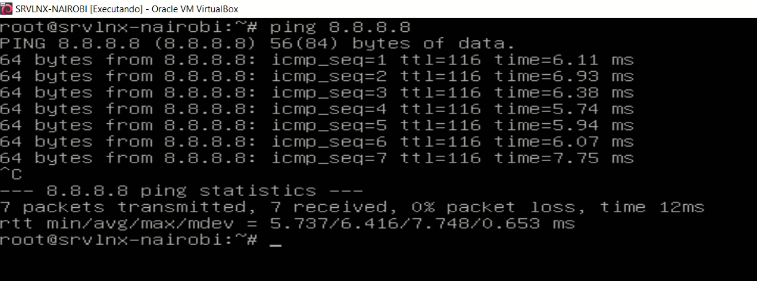 SRVLNX-NAIROBI [Executando] - Oracle VM VirtualBox
root@srvlnx-nairobi:~# ping 8.8.8.8
PING 8.8.8.8 (8.8.8.8) 56(84) bytes of data.
64 bytes from 8.8.8.8: icmp_seq=1 ttl=116 time=6.11 ms
64 bytes from 8.8.8.8: icmp_seq=2 ttl=116 time=6.93 ms
64 bytes from 8.8.8.8: icmp_seq=3 ttl=116 time=6.38 ms
64 bytes from 8.8.8.8: icmp_seq=4 ttl=116 time=5.74 ms
64 bytes from 8.8.8.8: icmp_seq=5 ttl=116 time=5.94 ms
64 bytes from 8.8.8.8: icmp_seq=6 ttl=116 time=6.07 ms
64 bytes from 8.8.8.8: icmp_seq=7 ttl=116 time=7.75 ms
^C
--- 8.8.8.8 ping statistics ---
7 packets transmitted, 7 received, 0% packet loss, time 12ms
rtt min/avg/max/mdev = 5.737/6.416/7.748/0.653 ms
root@srvlnx-nairobi:~# _